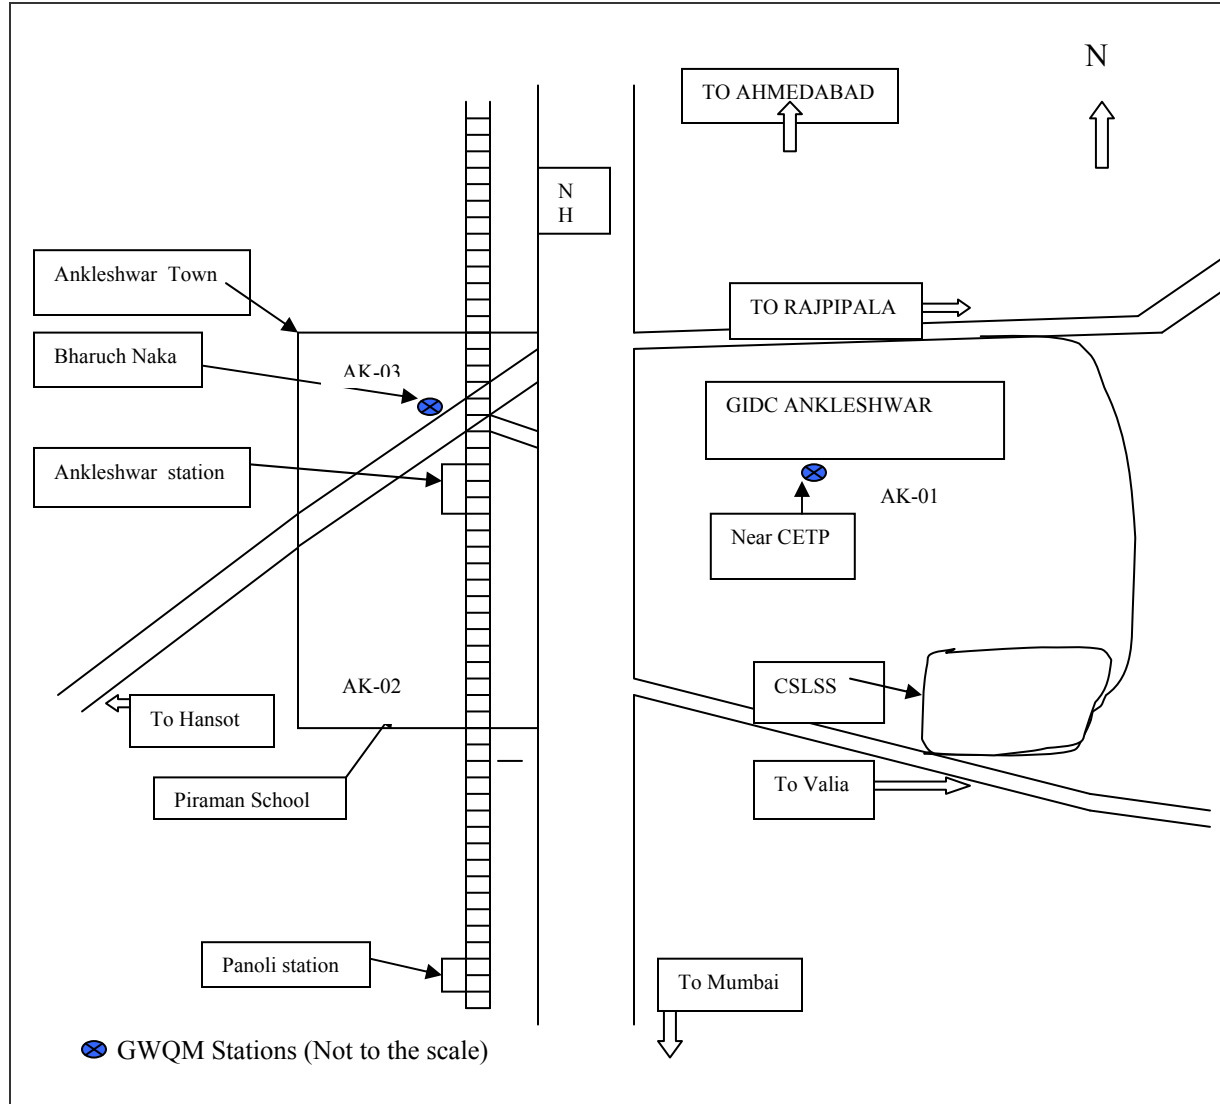 N
TO AHMEDABAD
N
H
Ankleshwar Town
TO RAJPIPALA
Bharuch Naka
AK-03
GIDC ANKLESHWAR
Ankleshwar station
AK-01
Near CETP
AK-02
CSLSS
To Hansot
Piraman School
To Valia
Panoli station
To Mumbai
GWQM Stations (Not to the scale)